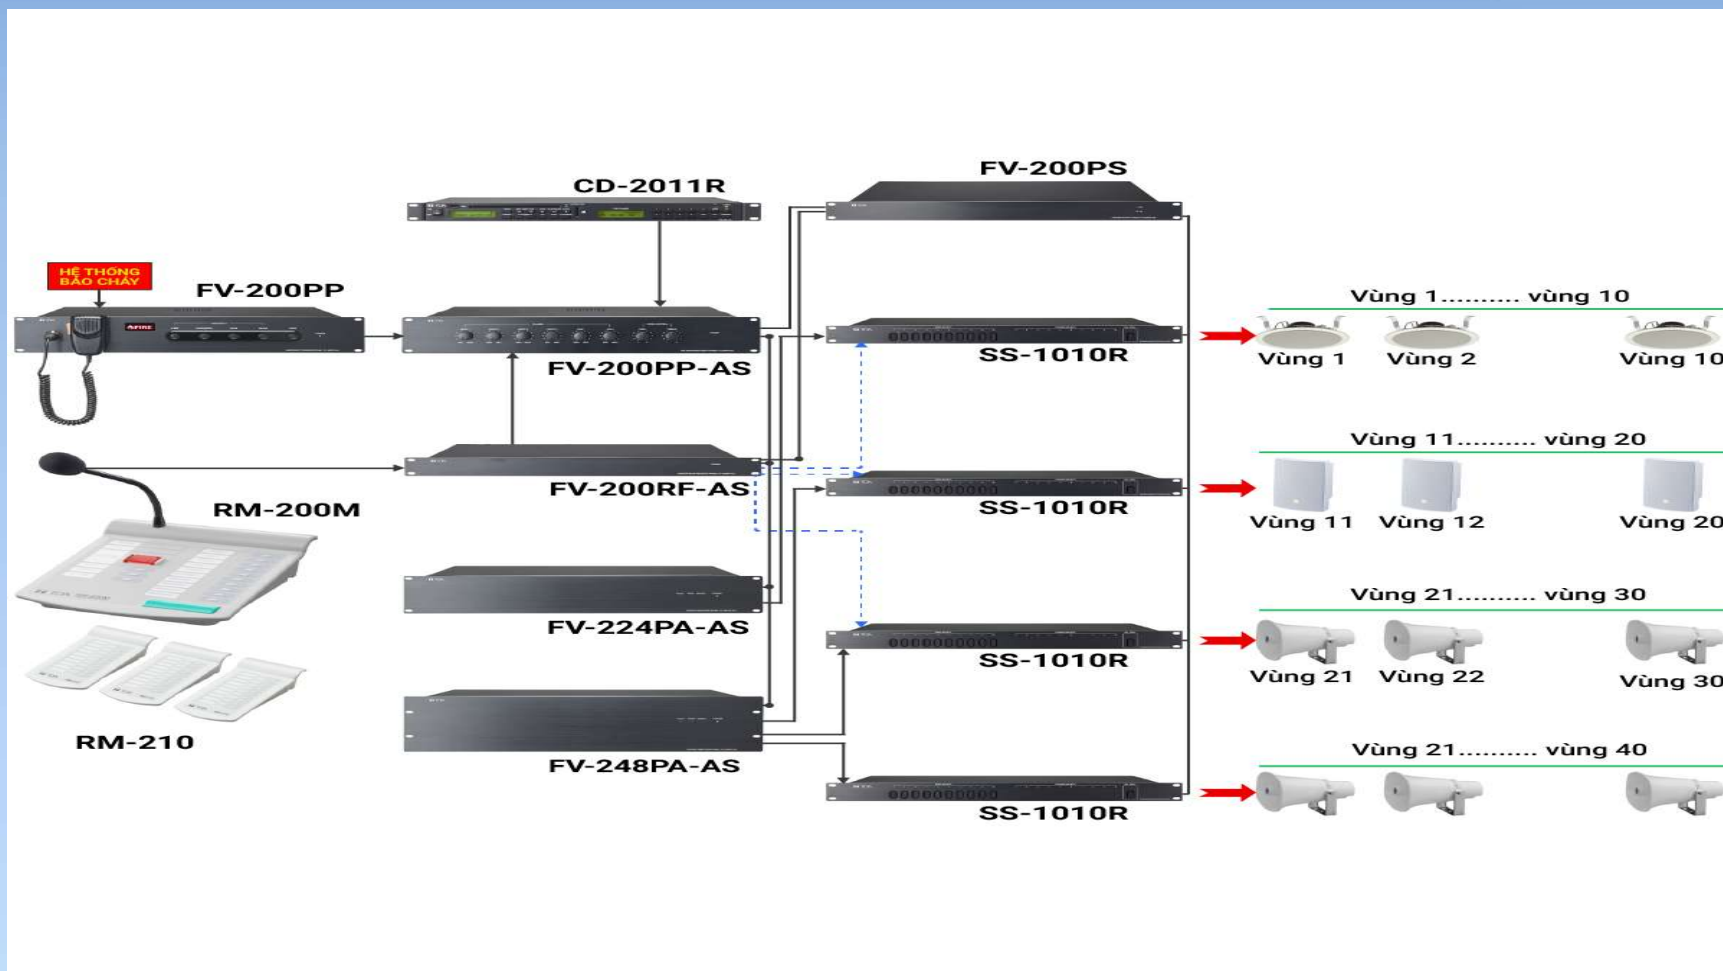 FV-200PS
CD-2011R
HỆ THỐNG
BÁO CHÁY
FV-200PP
FIRE
FV-200PP-AS
SS-1010R
Vùng 1.......... vùng 10
Vùng 1
Vùng 2
Vùng 10
FV-200RF-AS
SS-1010R
Vùng 11.......... vùng 20
Vùng 11
Vùng 12
Vùng 20
RM-200M
FV-224PA-AS
SS-1010R
Vùng 21.......... vùng 30
Vùng 21
Vùng 22
Vùng 30
RM-210
FV-248PA-AS
SS-1010R
Vùng 21.......... vùng 40